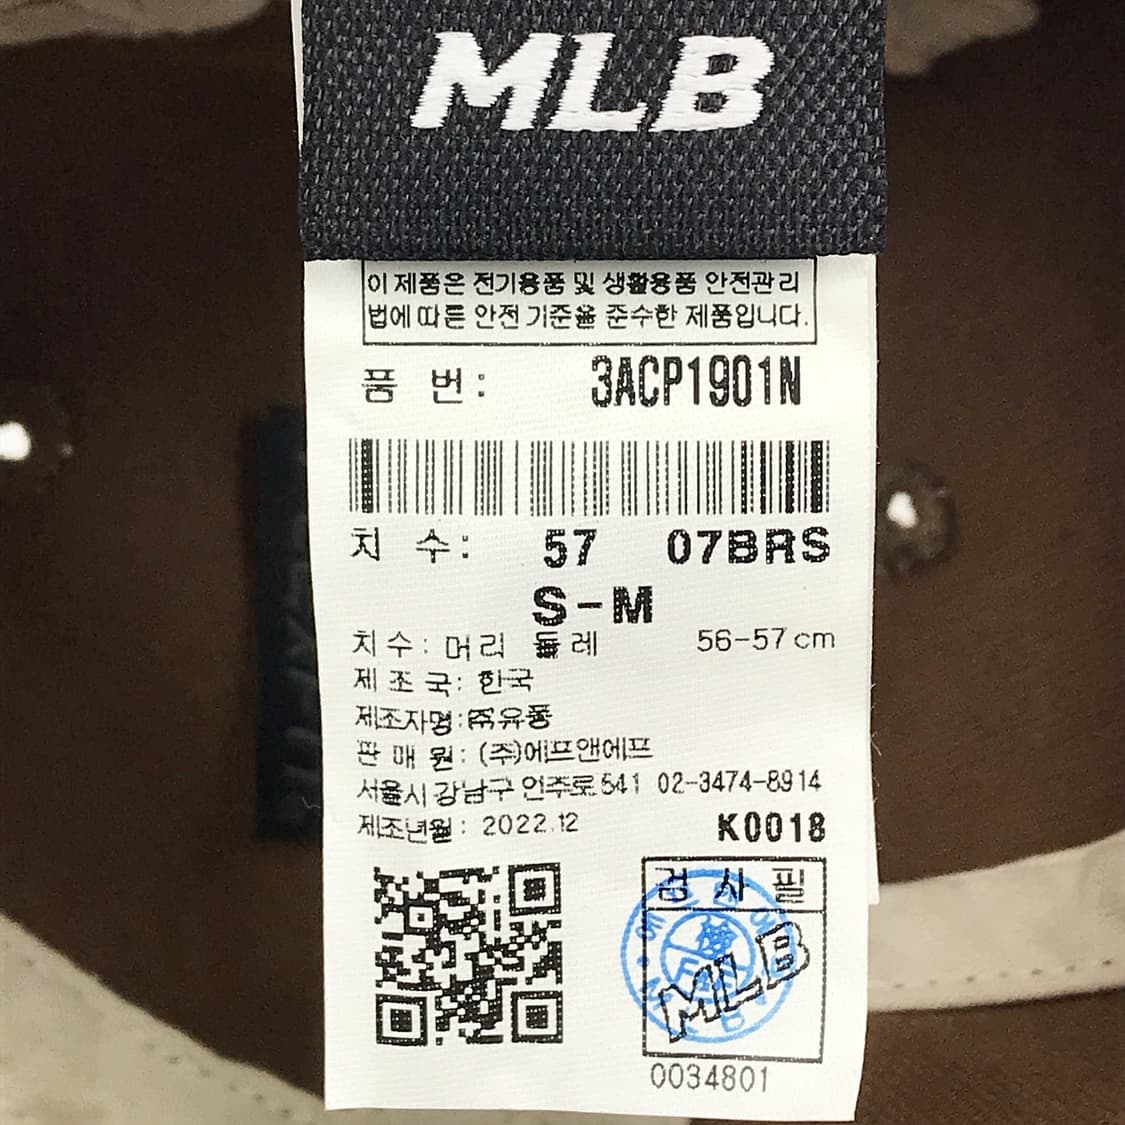 MLB
이 제품은 전기용품 및 생활용품 안전관리
법에 따른 안전 기준을 준수한 제품입니다.
품 번: 3ACP1901N
치 수: 57 07BRS
S-M
치 수: 머리 둘레 56-57cm
제 조 국: 한국
제조자명:㈜유풍
판 매 원: (주)에프앤에프
서울시 강남구 언주로 541 02-3474-8914
제조년월: 2022.12 K0018
검 사 필
MLB
0034801